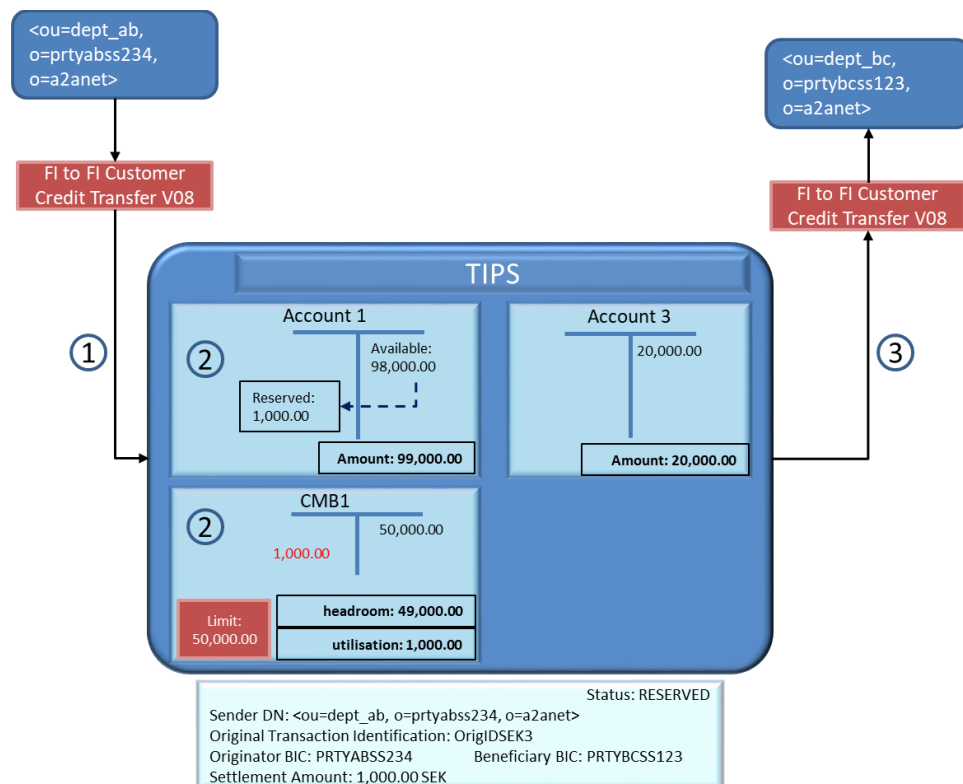 <ou=dept_ab,
o=prtyabss234,
o=a2anet>
<ou=dept_bc,
o=prtybcss123,
o=a2anet>
FI to FI Customer
Credit Transfer V08
FI to FI Customer
Credit Transfer V08
TIPS
1
2
Account 1
Available:
98,000.00
Reserved:
1,000.00
Amount: 99,000.00
Account 3
20,000.00
Amount: 20,000.00
3
2
CMB1
50,000.00
1,000.00
Limit:
50,000.00
headroom: 49,000.00
utilisation: 1,000.00
Status: RESERVED
Sender DN: <ou=dept_ab, o=prtyabss234, o=a2anet>
Original Transaction Identification: OrigIDSEK3
Originator BIC: PRTYABSS234 Beneficiary BIC: PRTYBCSS123
Settlement Amount: 1,000.00 SEK